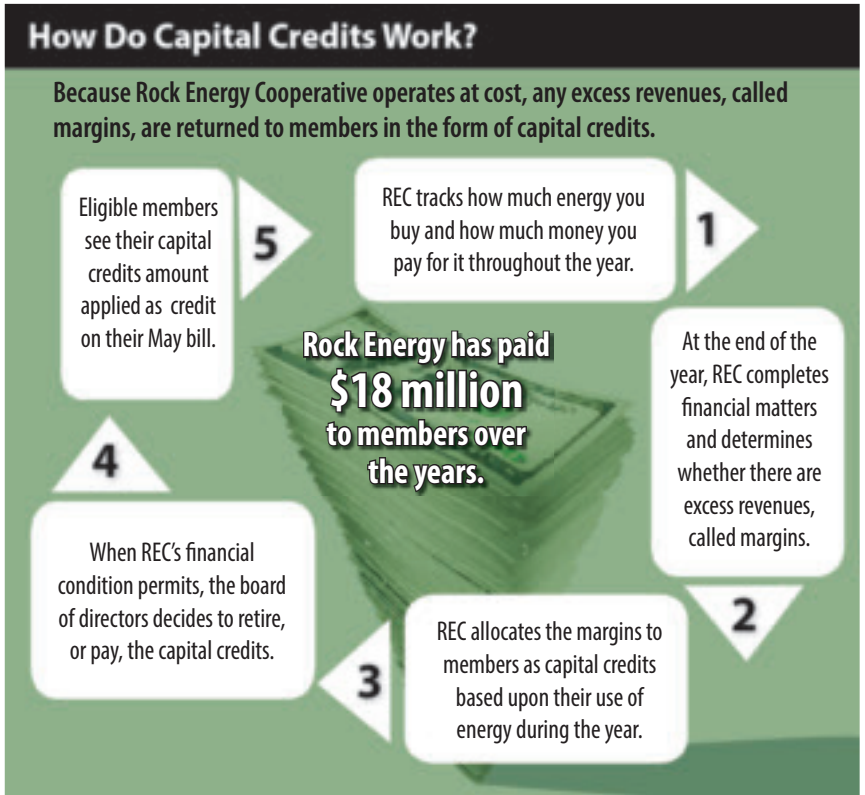 How Do Capital Credits Work?
Because Rock Energy Cooperative operates at cost, any excess revenues, called
margins, are returned to members in the form of capital credits.
REC tracks how much energy you
buy and how much money you
pay for it throughout the year.
1
At the end of the
year, REC completes
financial matters
and determines
whether there are
excess revenues,
called margins.
2
REC allocates the margins to
members as capital credits
based upon their use of
energy during the year.
3
When REC's financial
condition permits, the board
of directors decides to retire,
or pay, the capital credits.
4
Eligible members
see their capital
credits amount
applied as credit
on their May bill.
5
Rock Energy has paid
$18 million
to members over
the years.